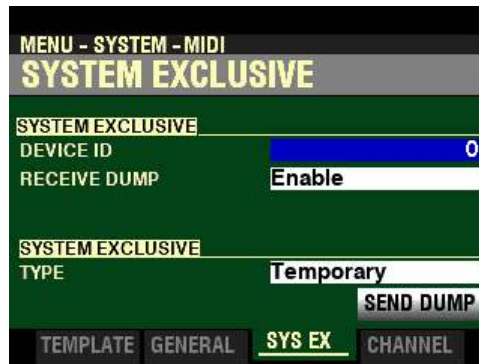 MENU - SYSTEM - MIDI
SYSTEM EXCLUSIVE
SYSTEM EXCLUSIVE
DEVICE ID 0
RECEIVE DUMP Enable
SYSTEM EXCLUSIVE
TYPE Temporary
SEND DUMP
TEMPLATE GENERAL SYS EX CHANNEL